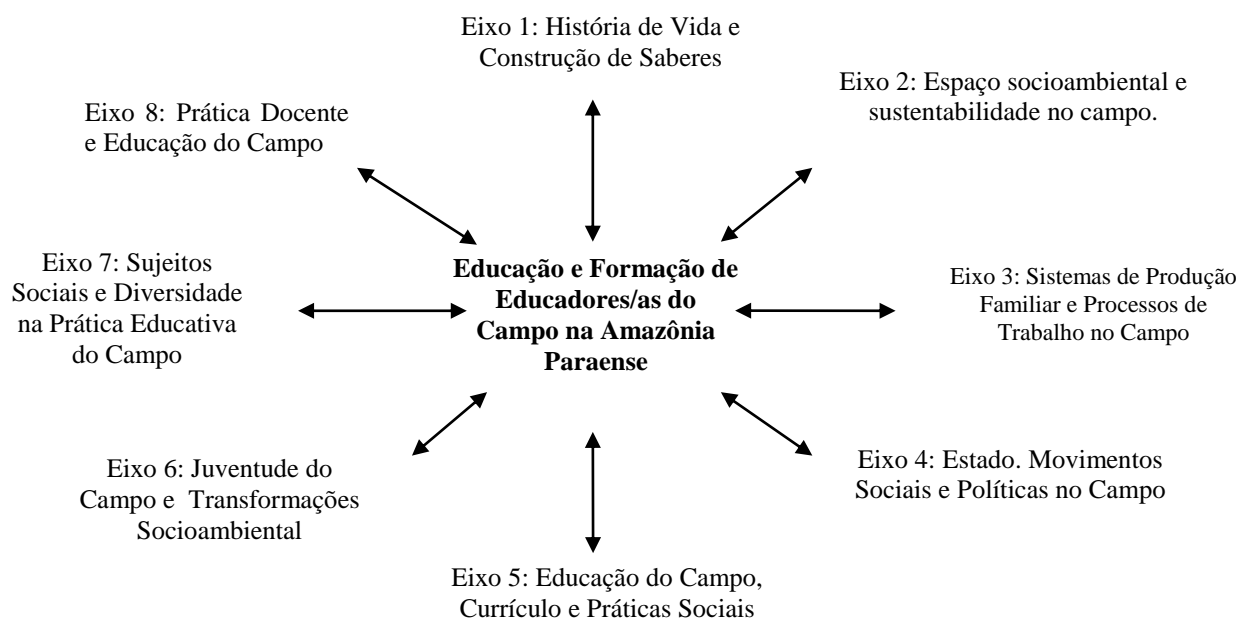 Eixo 1: História de Vida e
Construção de Saberes
Eixo 2: Espaço socioambiental e
sustentabilidade no campo.
Eixo 8: Prática Docente
e Educação do Campo
Eixo 7: Sujeitos
Sociais e Diversidade
na Prática Educativa
do Campo
Educação e Formação de
Educadores/as do
Campo na Amazônia
Paraense
Eixo 3: Sistemas de Produção
Familiar e Processos de
Trabalho no Campo
Eixo 6: Juventude do
Campo e Transformações
Socioambiental
Eixo 4: Estado. Movimentos
Sociais e Políticas no Campo
Eixo 5: Educação do Campo,
Currículo e Práticas Sociais